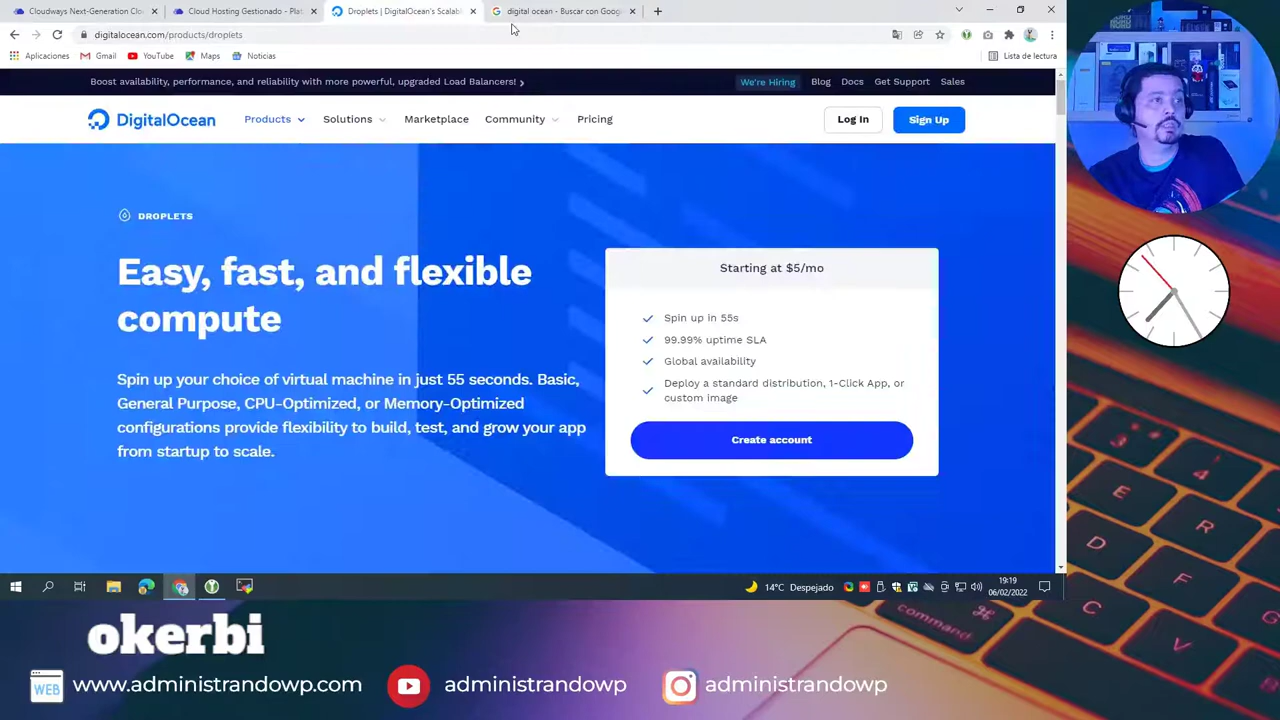 Cloudways Next-Generation Clo
Cloud Hosting Gestionado - Plat
Droplets | DigitalOcean's Scalabl
digital ocean - Buscar con Goog
digitalocean.com/products/droplets
Aplicaciones
Gmail
YouTube
Maps
Noticias
Lista de lectura
Boost availability, performance, and reliability with more powerful, upgraded Load Balancers!
We're Hiring
Blog
Docs
Get Support
Sales
DigitalOcean
Products
Solutions
Marketplace
Community
Pricing
Log In
Sign Up
DROPLETS
Easy, fast, and flexible
compute
Spin up your choice of virtual machine in just 55 seconds. Basic,
General Purpose, CPU-Optimized, or Memory-Optimized
configurations provide flexibility to build, test, and grow your app
from startup to scale.
Starting at $5/mo
Spin up in 55s
99.99% uptime SLA
Global availability
Deploy a standard distribution, 1-Click App, or
custom image
Create account
14°C Despejado
19:19
06/02/2022
okerbi
WEB
www.administrandowp.com
administrandowp
administrandowp
3
4
E
R
D
F
C
V
command